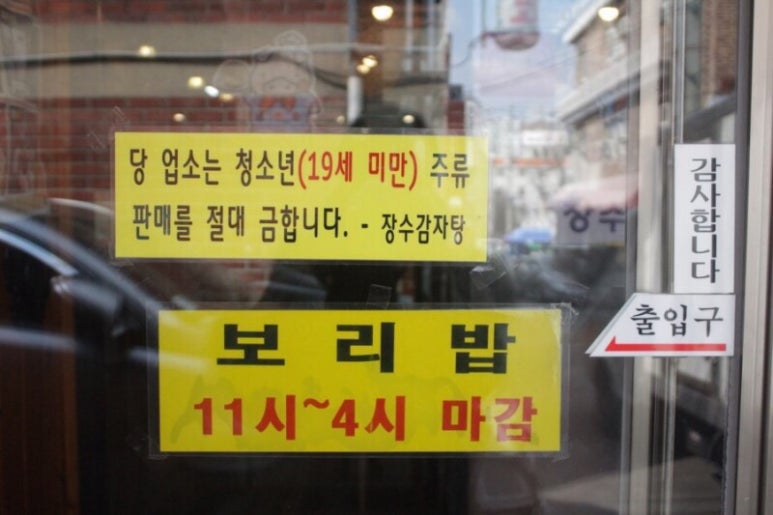 당 업소는 청소년(19세 미만) 주류
판매를 절대 금합니다. - 장수감자탕
보리밥
11시~4시 마감
감사합니다
출입구
장수